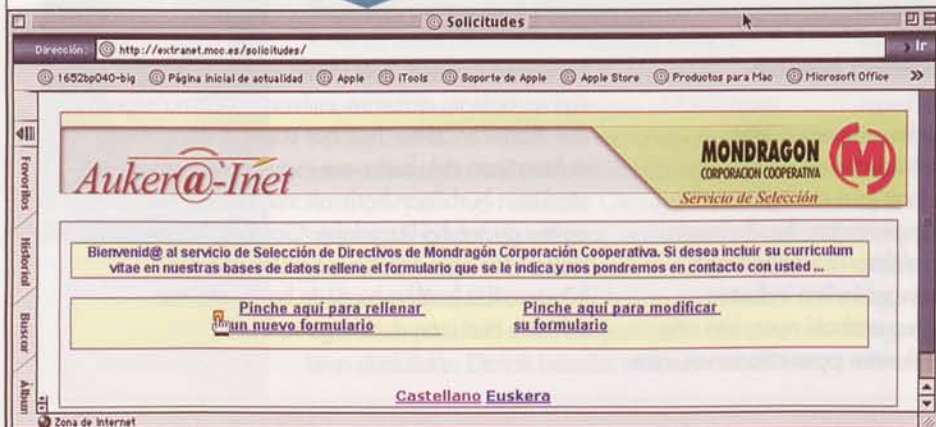 Solicitudes
Dirección: http://extranet.mcc.es/solicitudes/ Ir
1652bp040-big Página inicial de actualidad Apple iTools Soporte de Apple Apple Store Productos para Mac Microsoft Office »
Favoritos
Historial
Buscar
Álbum
Auker@-Inet
MONDRAGON
CORPORACION COOPERATIVA
Servicio de Selección
Bienvenid@ al servicio de Selección de Directivos de Mondragón Corporación Cooperativa. Si desea incluir su curriculum
vitae en nuestras bases de datos rellene el formulario que se le indica y nos pondremos en contacto con usted ...
Pinche aquí para rellenar
un nuevo formulario
Pinche aquí para modificar
su formulario
Castellano Euskera
Zona de Internet